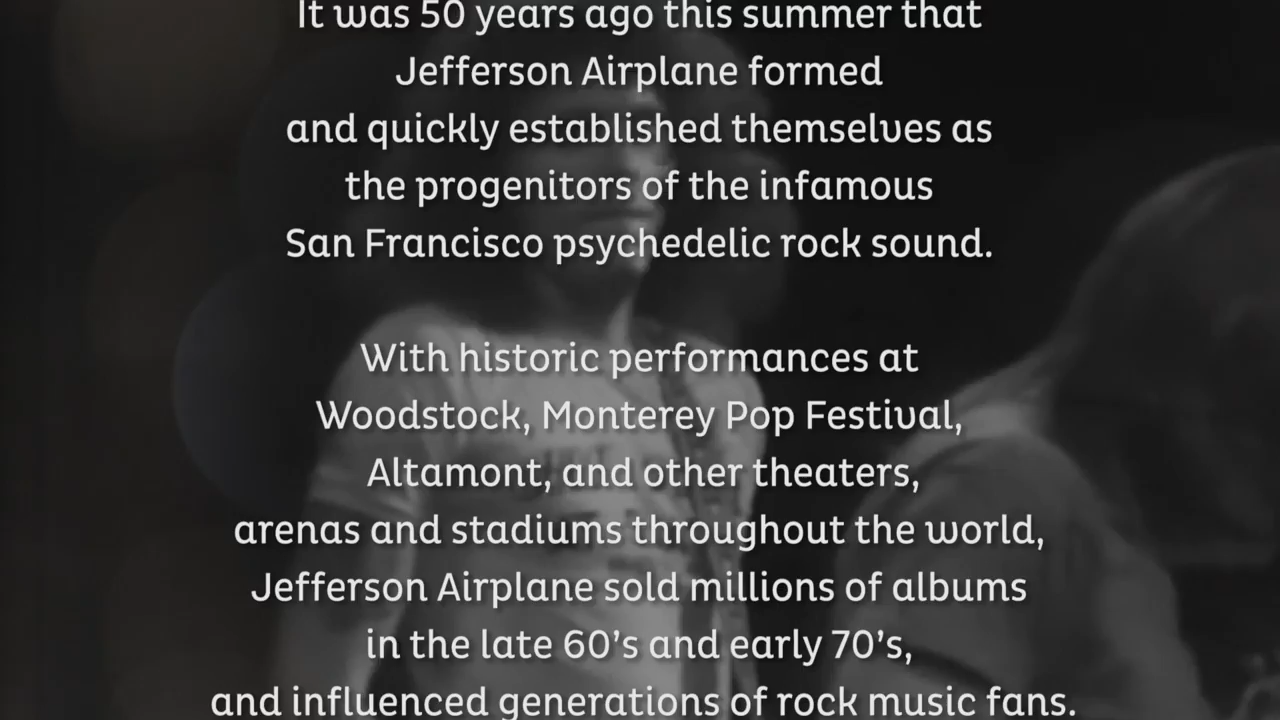 It was 50 years ago this summer that
Jefferson Airplane formed
and quickly established themselves as
the progenitors of the infamous
San Francisco psychedelic rock sound.
With historic performances at
Woodstock, Monterey Pop Festival,
Altamont, and other theaters,
arenas and stadiums throughout the world,
Jefferson Airplane sold millions of albums
in the late 60's and early 70's,
and influenced generations of rock music fans.